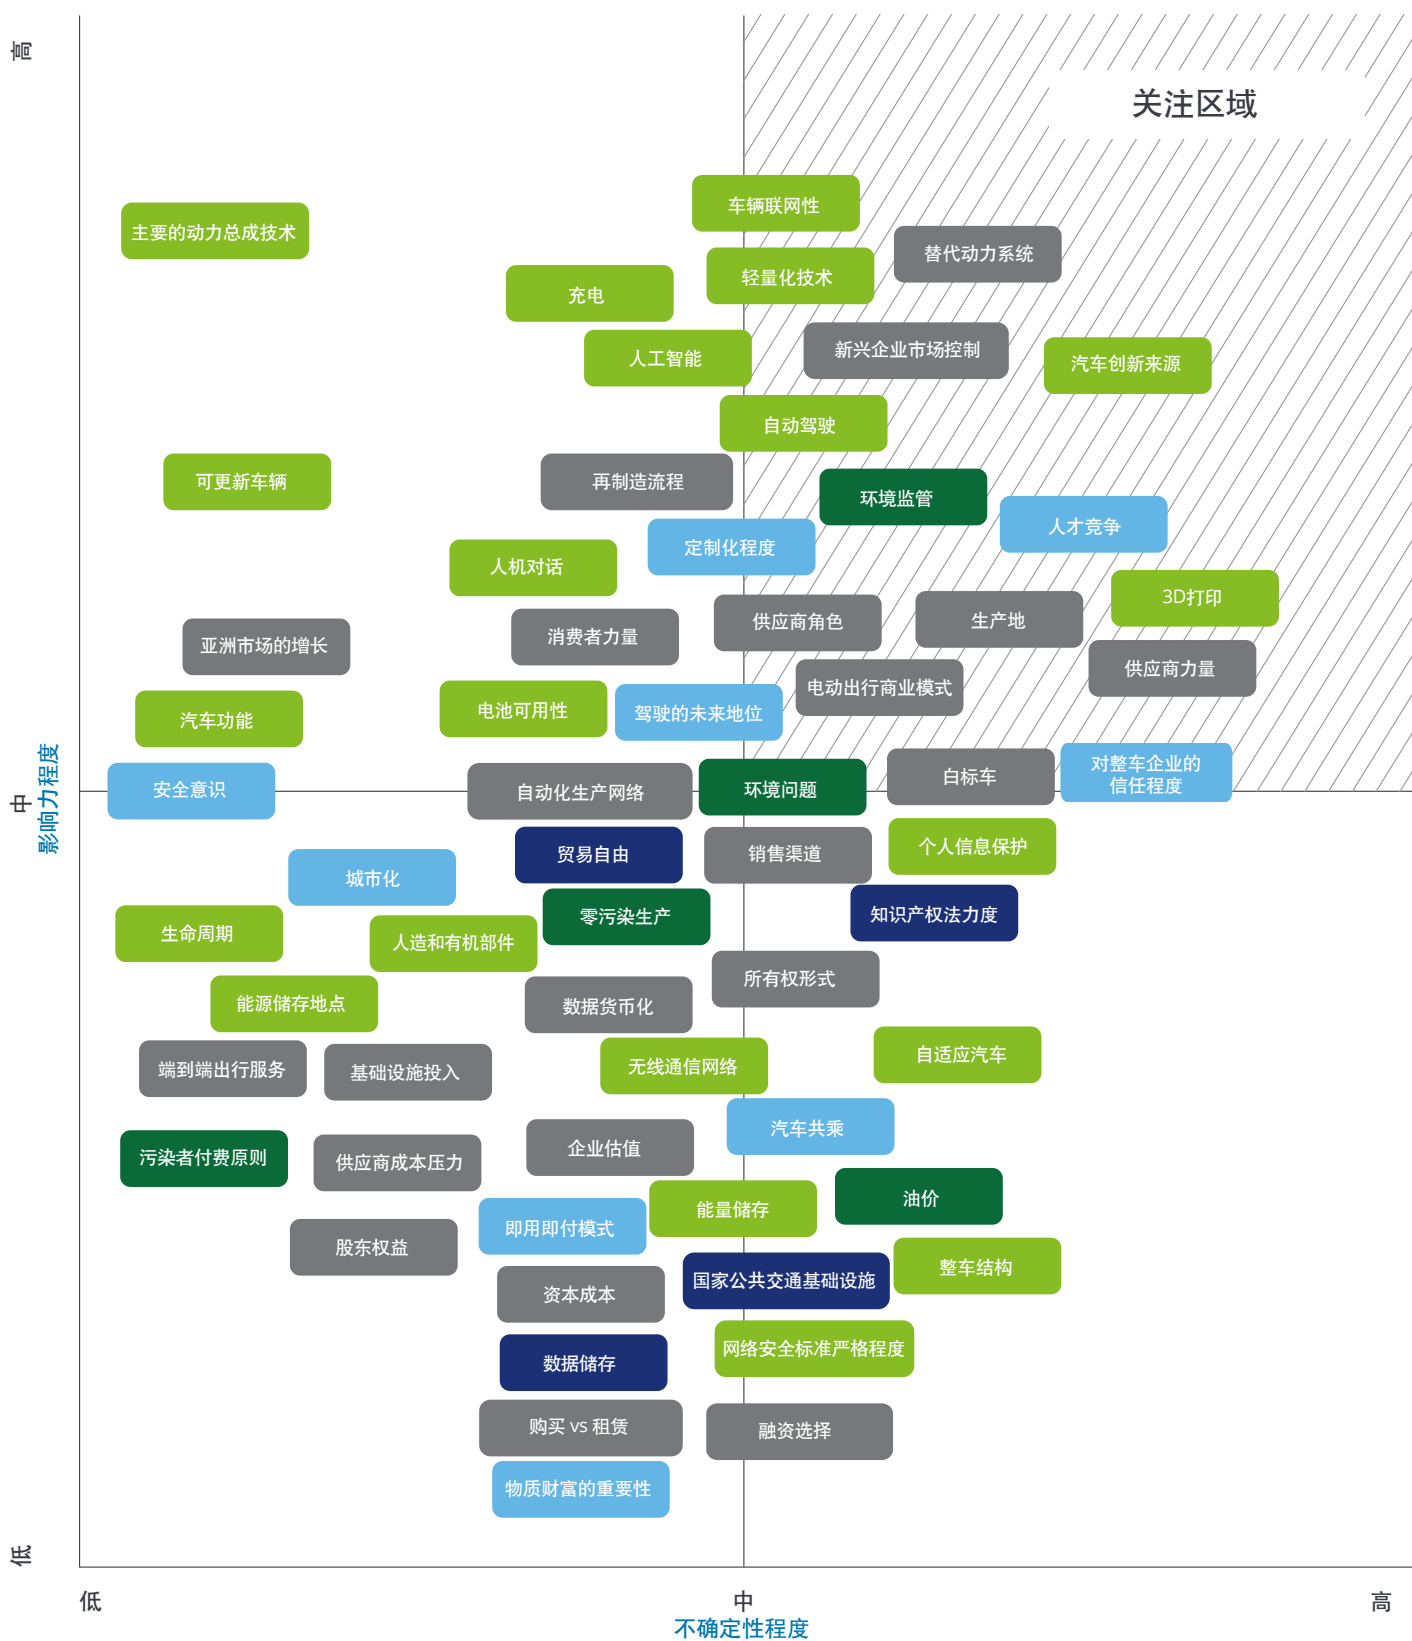 高
关注区域
车辆联网性
主要的动力总成技术
替代动力系统
轻量化技术
充电
新兴企业市场控制
人工智能
汽车创新来源
自动驾驶
可更新车辆
再制造流程
环境监管
人才竞争
定制化程度
人机对话
3D打印
供应商角色
生产地
消费者力量
亚洲市场的增长
供应商力量
电动出行商业模式
电池可用性
驾驶的未来地位
汽车功能
对整车企业的
信任程度
白标车
安全意识
自动化生产网络
环境问题
中
影响力程度
个人信息保护
贸易自由
销售渠道
城市化
知识产权法力度
零污染生产
生命周期
人造和有机部件
所有权形式
能源储存地点
数据货币化
自适应汽车
无线通信网络
端到端出行服务
基础设施投入
汽车共乘
企业估值
污染者付费原则
供应商成本压力
油价
能量储存
即用即付模式
股东权益
整车结构
国家公共交通基础设施
资本成本
网络安全标准严格程度
数据储存
购买 vs 租赁
融资选择
物质财富的重要性
低
低
中
高
不确定性程度